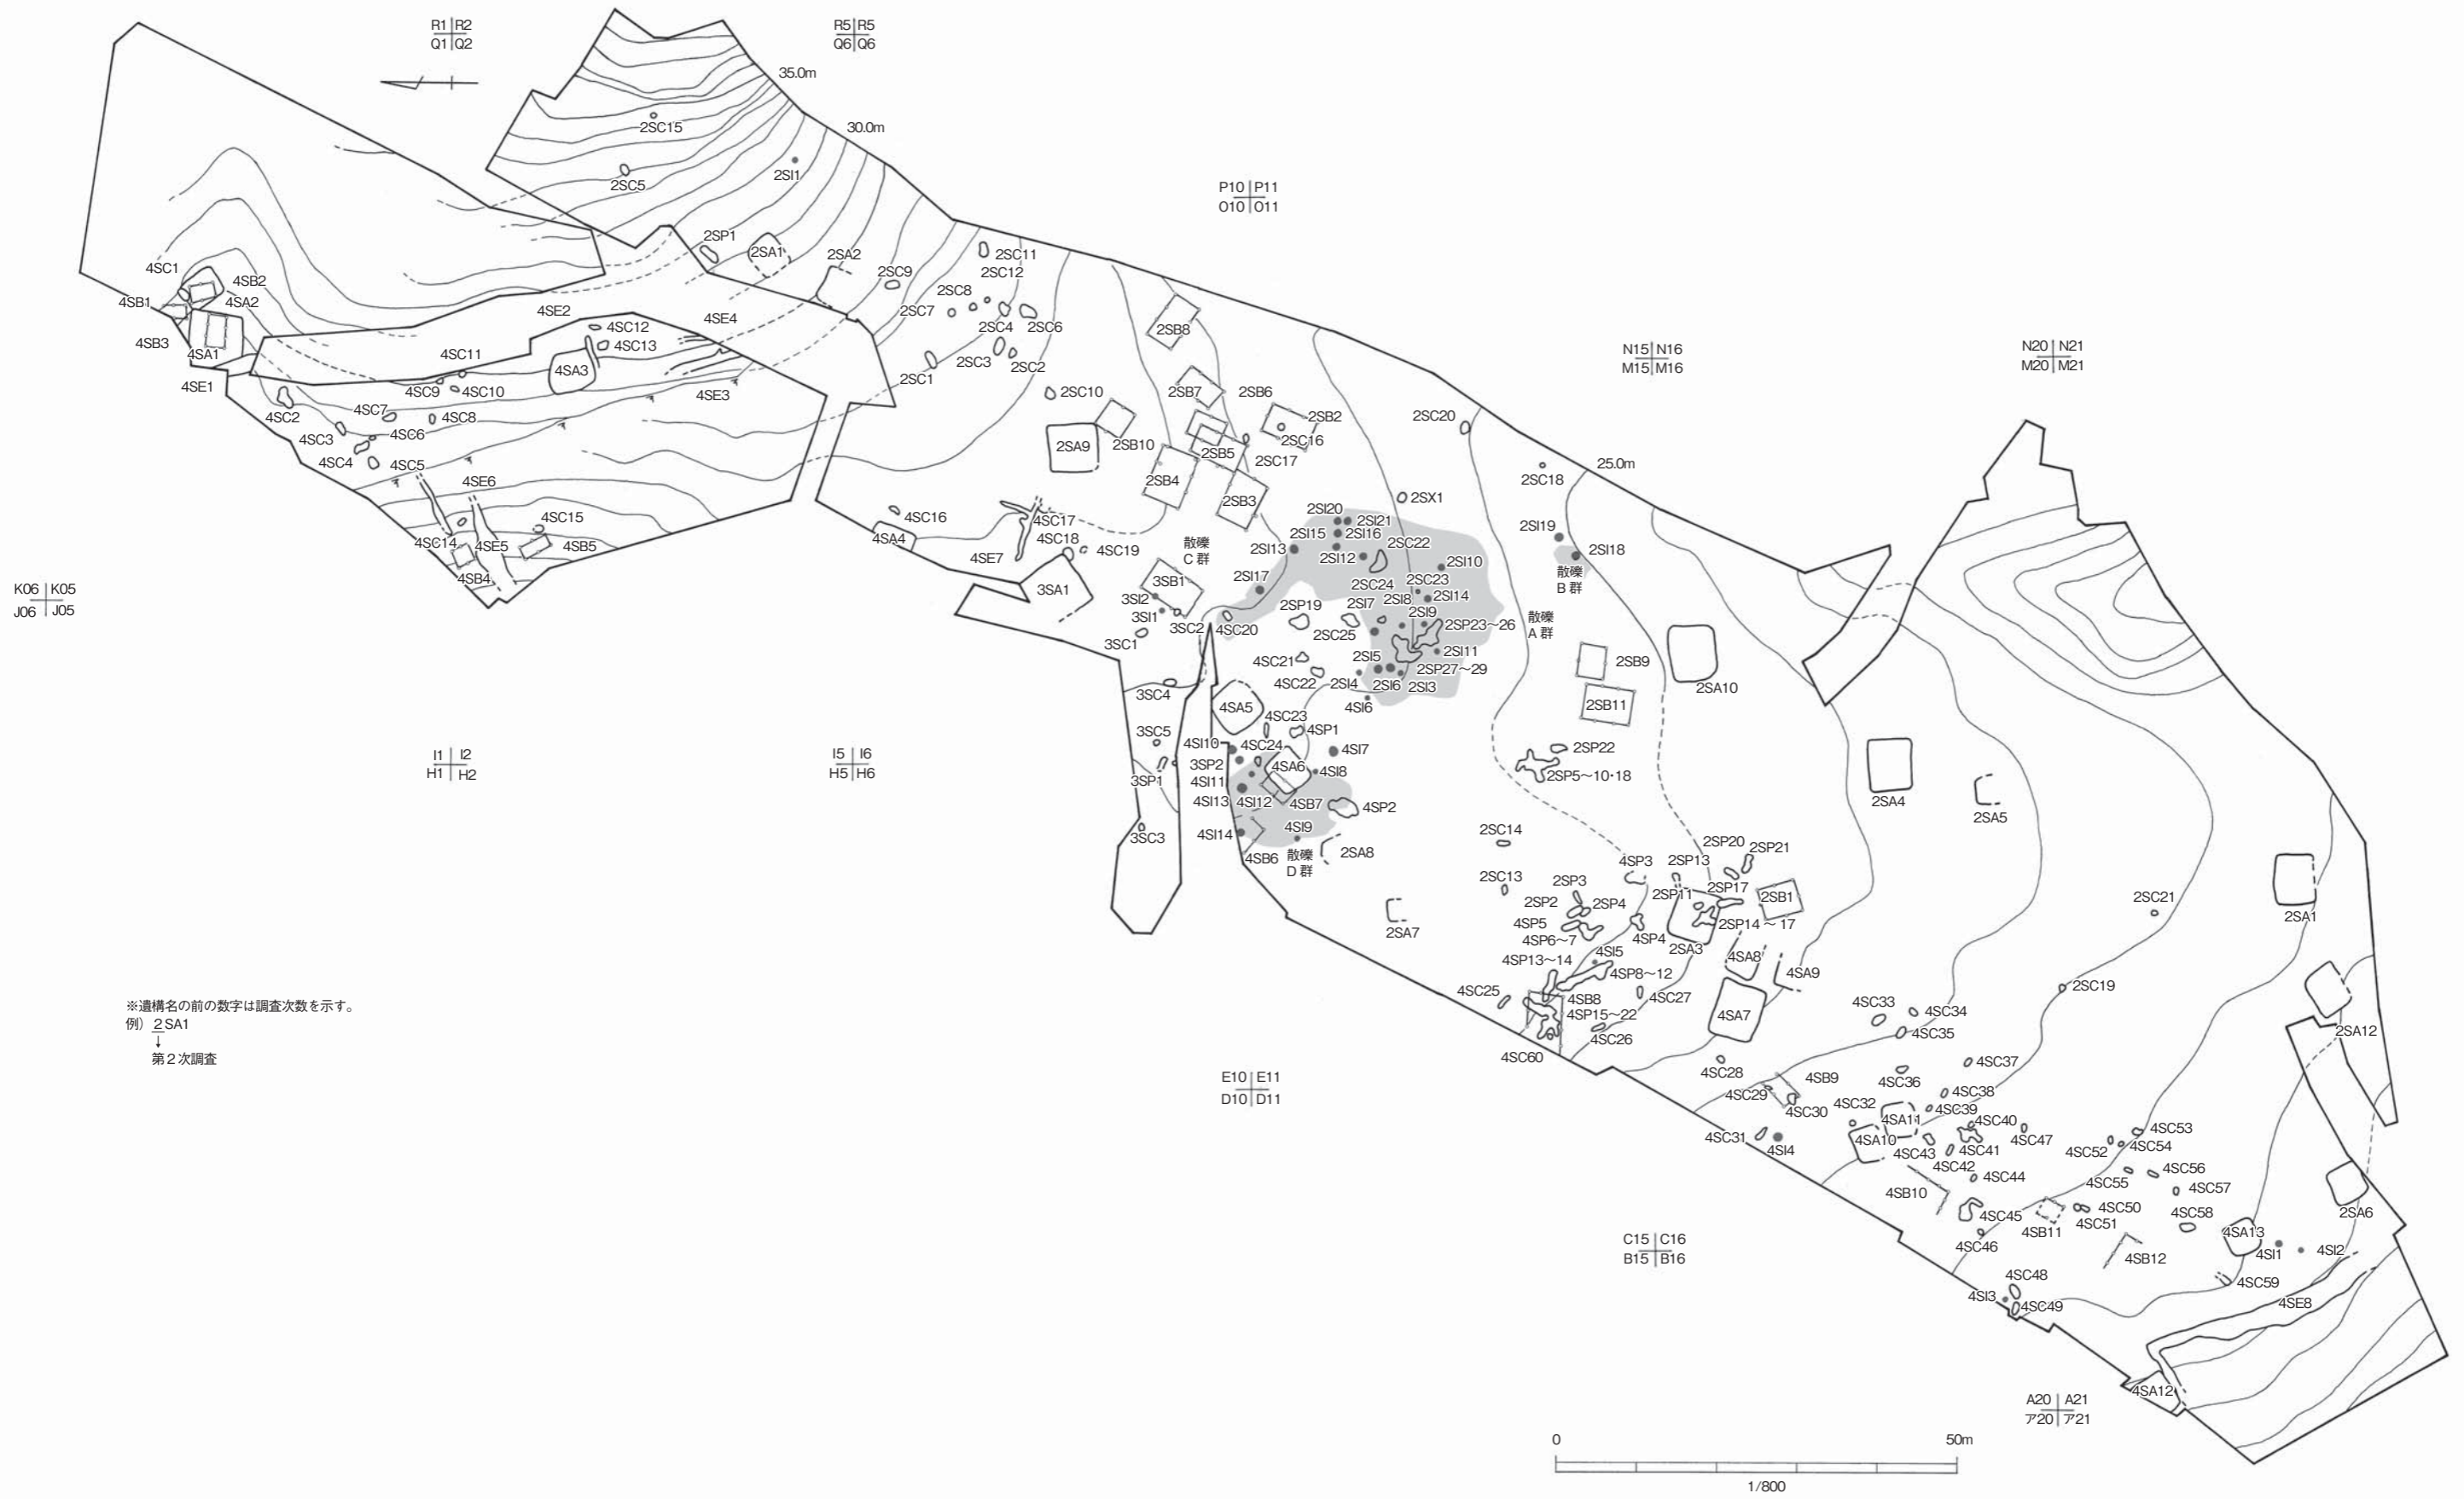 R1 R2
Q1 Q2
R5 R5
Q6 Q6
35.0m
30.0m
2SC15
2SC5
2SI1
P10 P11
O10 O11
2SP1
2SA1
2SA2
2SC9
2SC11
2SC12
2SC8
2SC7
2SC4
2SC6
2SC3
2SC2
2SC1
4SC1
4SB2
4SB1
4SA2
4SB3
4SA1
4SE1
4SE2
4SC12
4SC13
4SE4
4SC11
4SA3
4SC9
4SC10
4SE3
4SC2
4SC7
4SC8
4SC3
4SC6
4SC4
4SC5
4SE6
4SC15
4SC14
4SE5
4SB5
4SB4
2SB8
2SB7
2SB6
2SC10
2SB2
2SA9
2SB10
2SC16
2SB5
2SC17
2SB4
2SB3
2SC20
25.0m
2SC18
N15 N16
M15 M16
N20 N21
M20 M21
4SC16
4SA4
4SC17
4SC18
4SE7
4SC19
散礫
C 群
3SB1
3SA1
3SI2
3SI1
3SC2
3SC1
4SC20
2SX1
2SI20
2SI21
2SI15
2SI16
2SI13
2SI12
2SC22
2SI10
2SI17
2SC24
2SC23
2SI7
2SI8
2SI14
2SP19
2SI9
2SC25
2SP23～26
2SI5
2SI11
2SP27～29
4SC21
4SC22
2SI4
2SI6
2SI3
4SI6
2SI19
2SI18
散礫
B 群
散礫
A 群
2SB9
2SA10
2SB11
K06 K05
J06 J05
3SC4
4SA5
4SC23
4SP1
3SC5
4SI10
4SC24
4SI7
3SP2
4SA6
4SI8
3SP1
4SI11
4SI13
4SI12
4SB7
4SP2
4SI14
4SI9
3SC3
4SB6
散礫
D 群
2SA8
2SP22
2SP5～10・18
2SA4
2SA5
I1 I2
H1 H2
I5 I6
H5 H6
2SC14
2SC13
2SP20
2SP21
4SP3
2SP13
2SP3
2SP17
2SP2
2SP4
2SP11
2SB1
4SP5
2SP14～17
4SP6～7
4SP4
2SA3
2SA7
4SI5
4SP13～14
4SP8～12
4SA8
4SA9
4SC25
4SB8
4SC27
4SP15～22
4SA7
4SC26
4SC60
2SC21
2SA1
2SC19
2SA12
4SC33
4SC34
4SC35
4SC28
4SC37
4SB9
4SC36
4SC29
4SC38
4SC30
4SC32
4SC39
4SA11
4SC40
4SC31
4SI4
4SA10
4SC47
4SC43
4SC41
4SC42
4SC44
4SC52
4SC53
4SC54
4SC55
4SC56
4SC57
4SB10
4SC45
4SC50
4SC51
4SC58
4SB11
4SC46
4SB12
4SA13
4SI1
4SI2
2SA6
4SC59
4SC48
4SI3
4SC49
4SE8
4SA12
※遺構名の前の数字は調査次数を示す。
例）2SA1
↓
第２次調査
E10 E11
D10 D11
C15 C16
B15 B16
A20 A21
ア20 ア21
0
50m
1/800